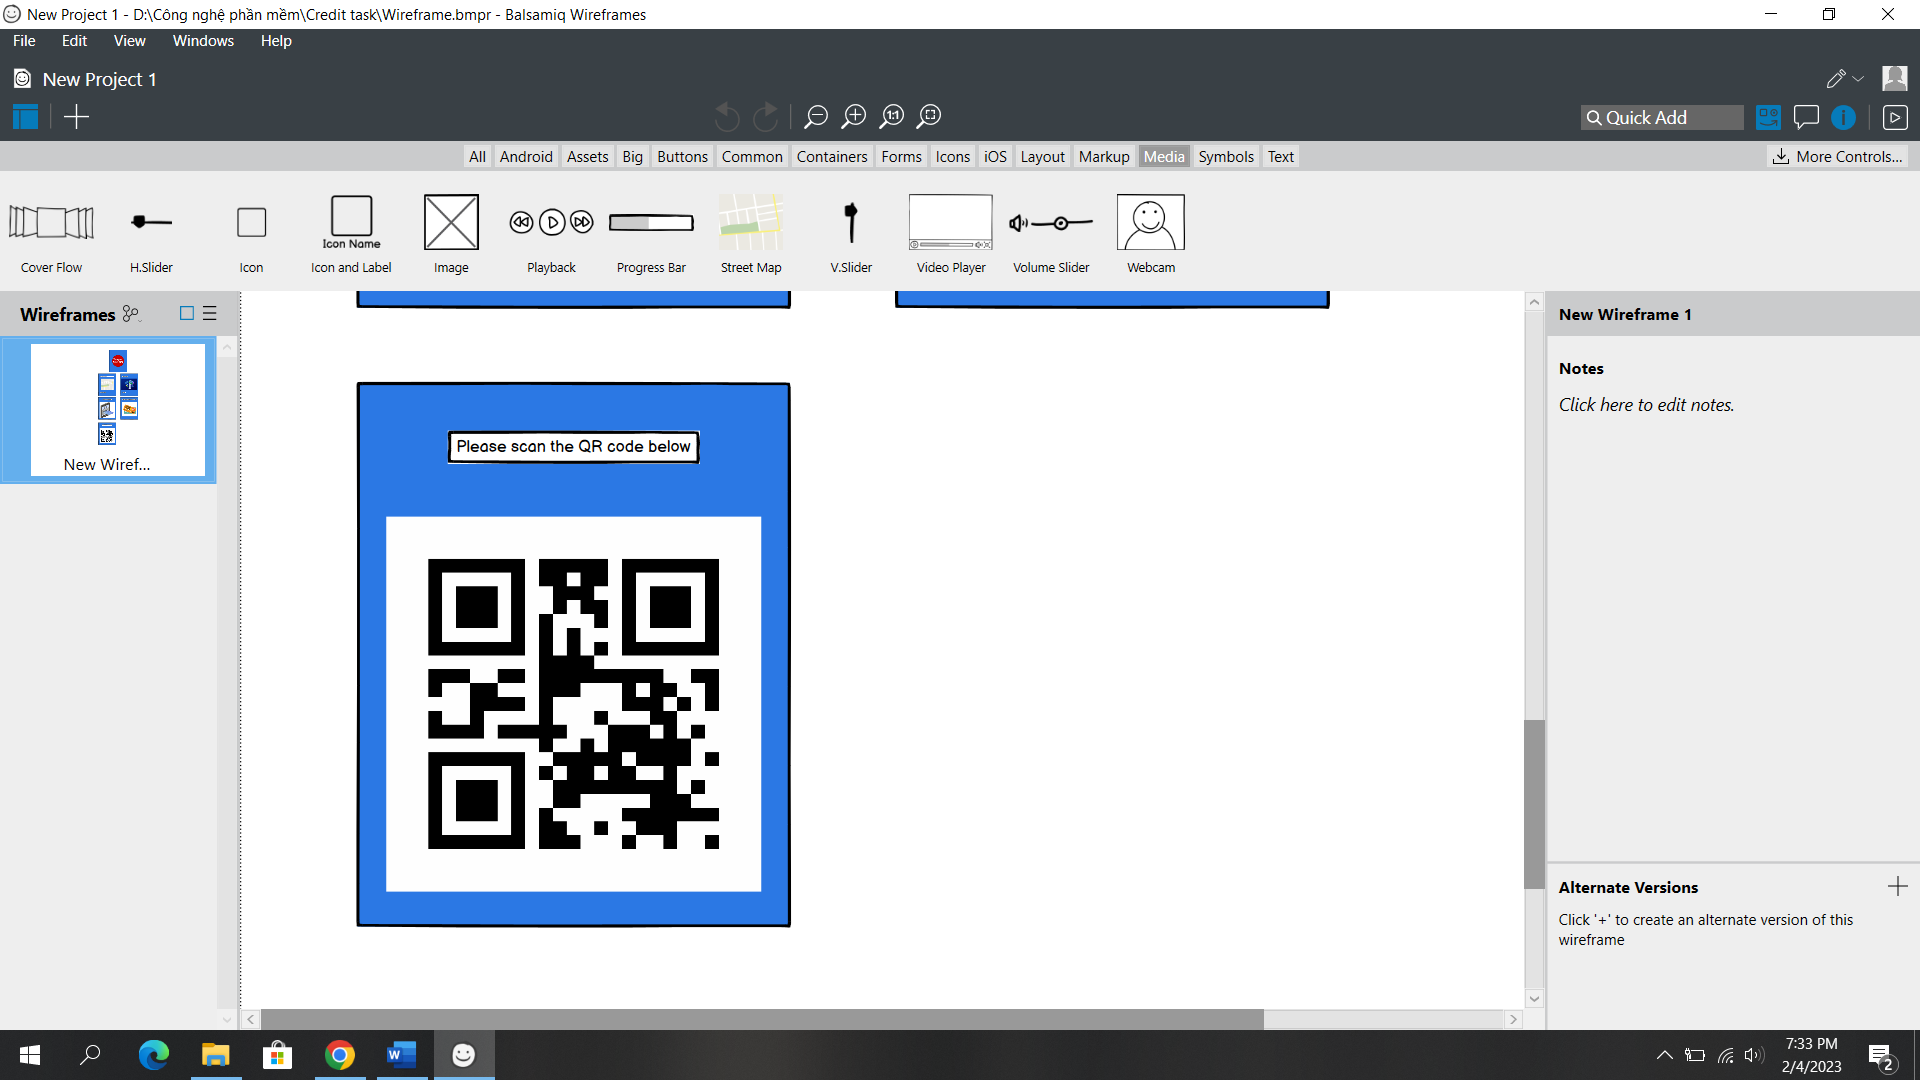 New Project 1 - D:\Công nghệ phần mềm\Credit task\Wireframe.bmpr - Balsamiq Wireframes
File Edit View Windows Help
New Project 1
1:1
Quick Add
All Android Assets Big Buttons Common Containers Forms Icons iOS Layout Markup Media Symbols Text
More Controls...
Icon Name
Cover Flow H.Slider Icon Icon and Label Image Playback Progress Bar Street Map V.Slider Video Player Volume Slider Webcam
Wireframes
New Wiref...
Please scan the QR code below
New Wireframe 1
Notes
Click here to edit notes.
Alternate Versions
Click '+' to create an alternate version of this
wireframe
7:33 PM
2/4/2023
2